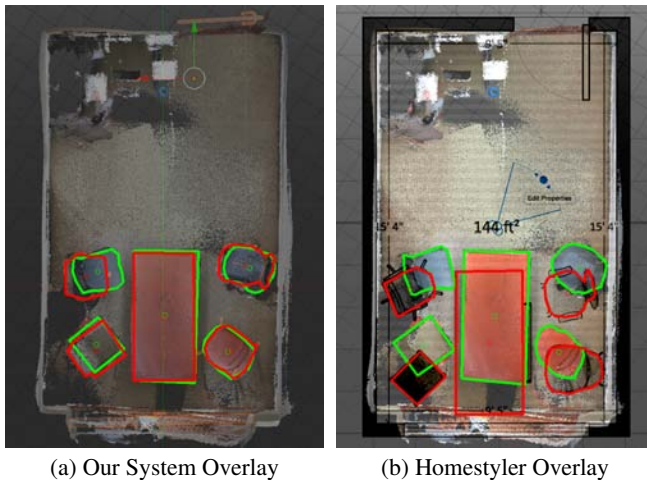 Edit Properties
144 ft²
15' 4"
15' 4"
(a) Our System Overlay
(b) Homestyler Overlay